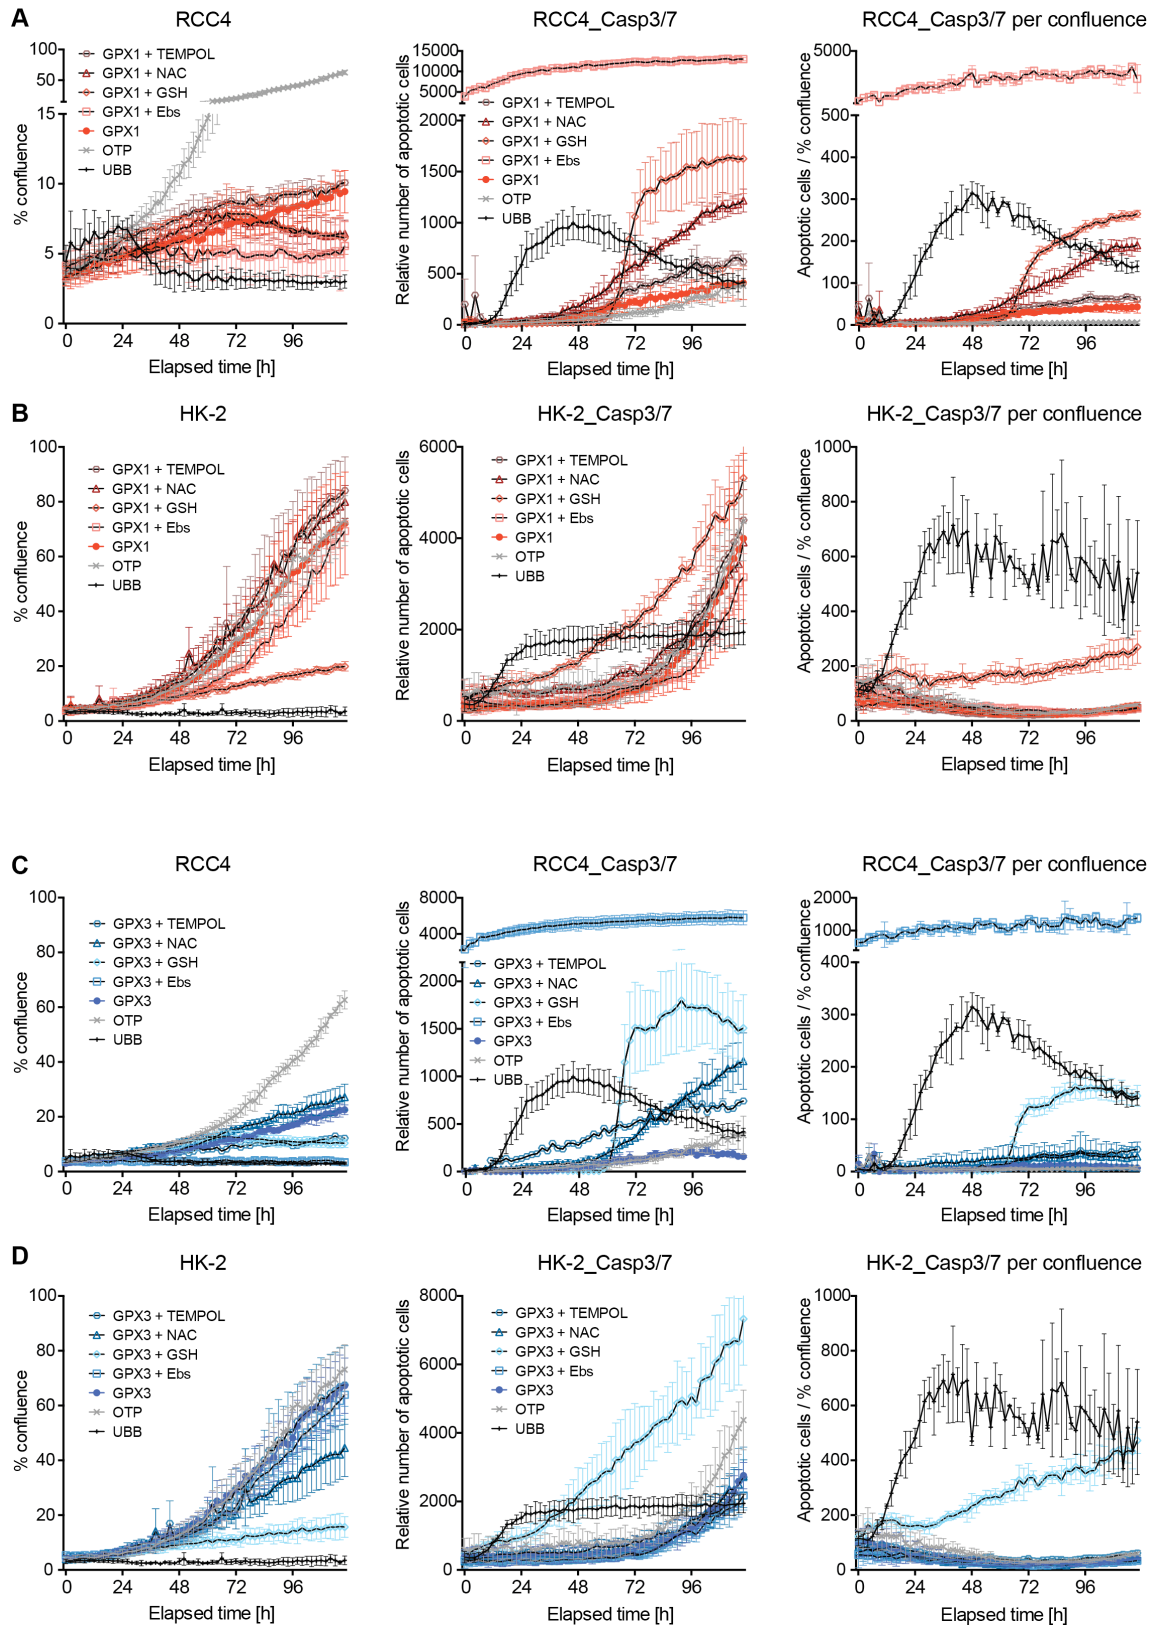 A
RCC4
100
50
15
10
5
0
% confluence
GPX1 + TEMPOL
GPX1 + NAC
GPX1 + GSH
GPX1 + Ebs
GPX1
OTP
UBB
0 24 48 72 96
Elapsed time [h]
RCC4_Casp3/7
15000
10000
5000
2000
1500
1000
500
0
Relative number of apoptotic cells
GPX1 + TEMPOL
GPX1 + NAC
GPX1 + GSH
GPX1 + Ebs
GPX1
OTP
UBB
0 24 48 72 96
Elapsed time [h]
RCC4_Casp3/7 per confluence
5000
500
400
300
200
100
0
Apoptotic cells / % confluence
0 24 48 72 96
Elapsed time [h]
B
HK-2
100
80
60
40
20
0
% confluence
GPX1 + TEMPOL
GPX1 + NAC
GPX1 + GSH
GPX1 + Ebs
GPX1
OTP
UBB
0 24 48 72 96
Elapsed time [h]
HK-2_Casp3/7
6000
4000
2000
0
Relative number of apoptotic cells
GPX1 + TEMPOL
GPX1 + NAC
GPX1 + GSH
GPX1 + Ebs
GPX1
OTP
UBB
0 24 48 72 96
Elapsed time [h]
HK-2_Casp3/7 per confluence
1000
800
600
400
200
0
Apoptotic cells / % confluence
0 24 48 72 96
Elapsed time [h]
C
RCC4
100
80
60
40
20
0
% confluence
GPX3 + TEMPOL
GPX3 + NAC
GPX3 + GSH
GPX3 + Ebs
GPX3
OTP
UBB
0 24 48 72 96
Elapsed time [h]
RCC4_Casp3/7
8000
4000
2000
1500
1000
500
0
Relative number of apoptotic cells
GPX3 + TEMPOL
GPX3 + NAC
GPX3 + GSH
GPX3 + Ebs
GPX3
OTP
UBB
0 24 48 72 96
Elapsed time [h]
RCC4_Casp3/7 per confluence
2000
1000
400
300
200
100
0
Apoptotic cells / % confluence
0 24 48 72 96
Elapsed time [h]
D
HK-2
100
80
60
40
20
0
% confluence
GPX3 + TEMPOL
GPX3 + NAC
GPX3 + GSH
GPX3 + Ebs
GPX3
OTP
UBB
0 24 48 72 96
Elapsed time [h]
HK-2_Casp3/7
8000
6000
4000
2000
0
Relative number of apoptotic cells
GPX3 + TEMPOL
GPX3 + NAC
GPX3 + GSH
GPX3 + Ebs
GPX3
OTP
UBB
0 24 48 72 96
Elapsed time [h]
HK-2_Casp3/7 per confluence
1000
800
600
400
200
0
Apoptotic cells / % confluence
0 24 48 72 96
Elapsed time [h]